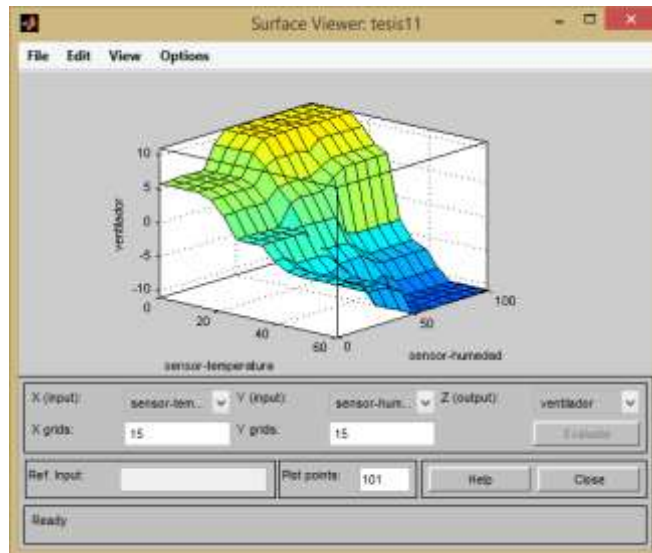 Surface Viewer: tesis11
File Edit View Options
10
5
0
-5
-10
ventilador
0
20
40
60
0
50
100
sensor-temperatura
sensor-humedad
X (input): sensor-tem... Y (input): sensor-hum... Z (output): ventilador
X grids: 15 Y grids: 15 Evaluate
Ref. Input: Plot points: 101 Help Close
Ready